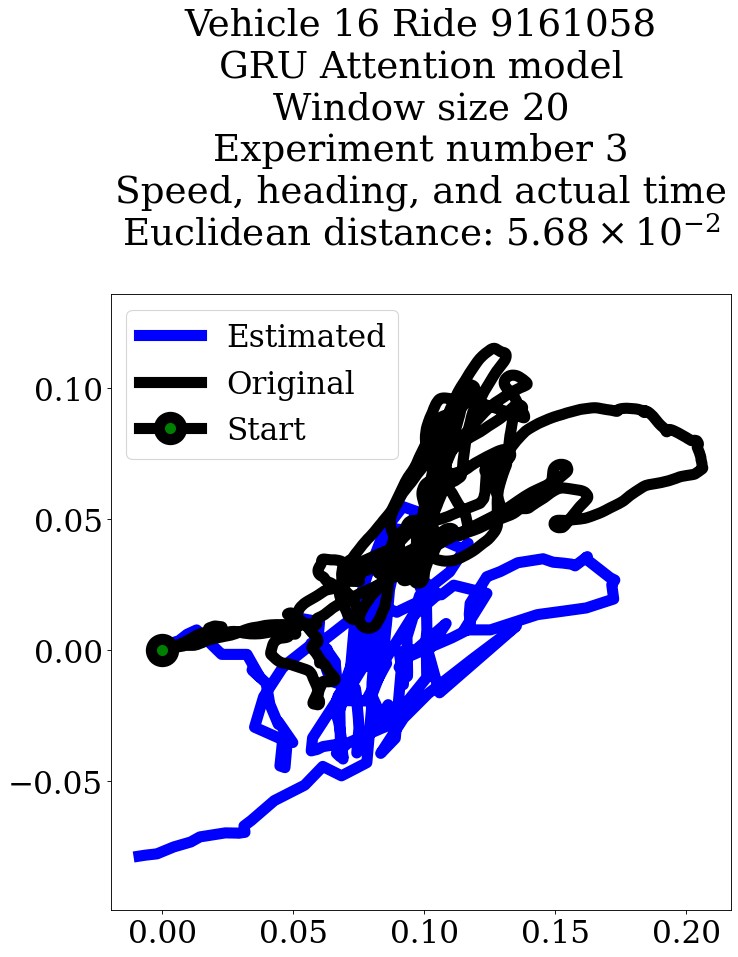 Vehicle 16 Ride 9161058
GRU Attention model
Window size 20
Experiment number 3
Speed, heading, and actual time
Euclidean distance: 5.68 × 10⁻²
Estimated
Original
Start
0.10
0.05
0.00
−0.05
0.00 0.05 0.10 0.15 0.20